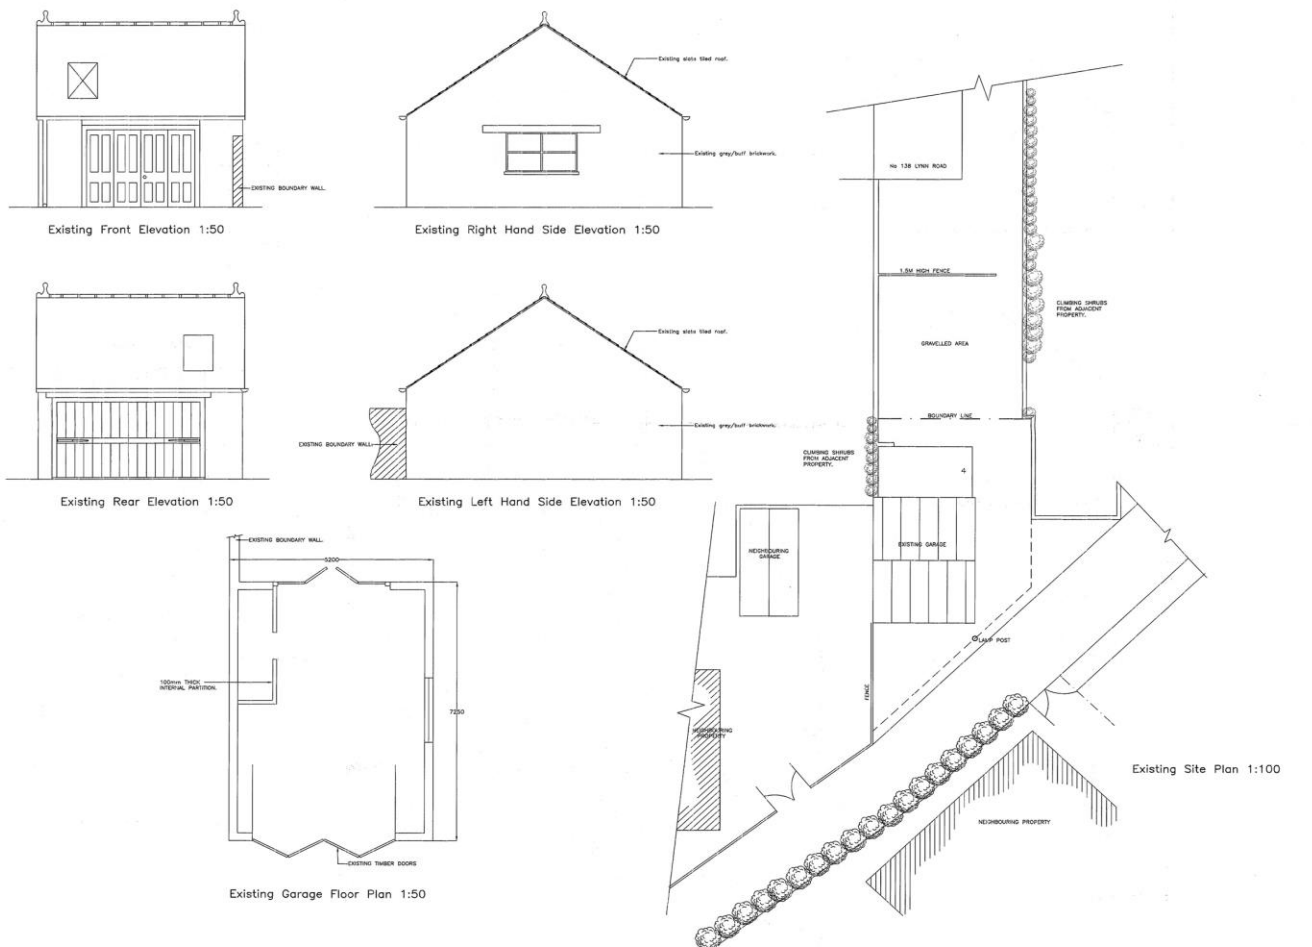 EXISTING BOUNDARY WALL.
Existing Front Elevation 1:50
Existing slate tiled roof.
Existing grey/buff brickwork.
Existing Right Hand Side Elevation 1:50
Existing Rear Elevation 1:50
Existing slate tiled roof.
EXISTING BOUNDARY WALL.
Existing grey/buff brickwork.
Existing Left Hand Side Elevation 1:50
EXISTING BOUNDARY WALL.
5200
100mm THICK
INTERNAL PARTITION.
7250
EXISTING TIMBER DOORS
Existing Garage Floor Plan 1:50
No 138 LYNN ROAD
1.5M HIGH FENCE
CLIMBING SHRUBS
FROM ADJACENT
PROPERTY.
GRAVELLED AREA
BOUNDARY LINE
CLIMBING SHRUBS
FROM ADJACENT
PROPERTY.
4
NEIGHBOURING
GARAGE
EXISTING GARAGE
LAMP POST
FENCE
NEIGHBOURING
PROPERTY
NEIGHBOURING PROPERTY
Existing Site Plan 1:100